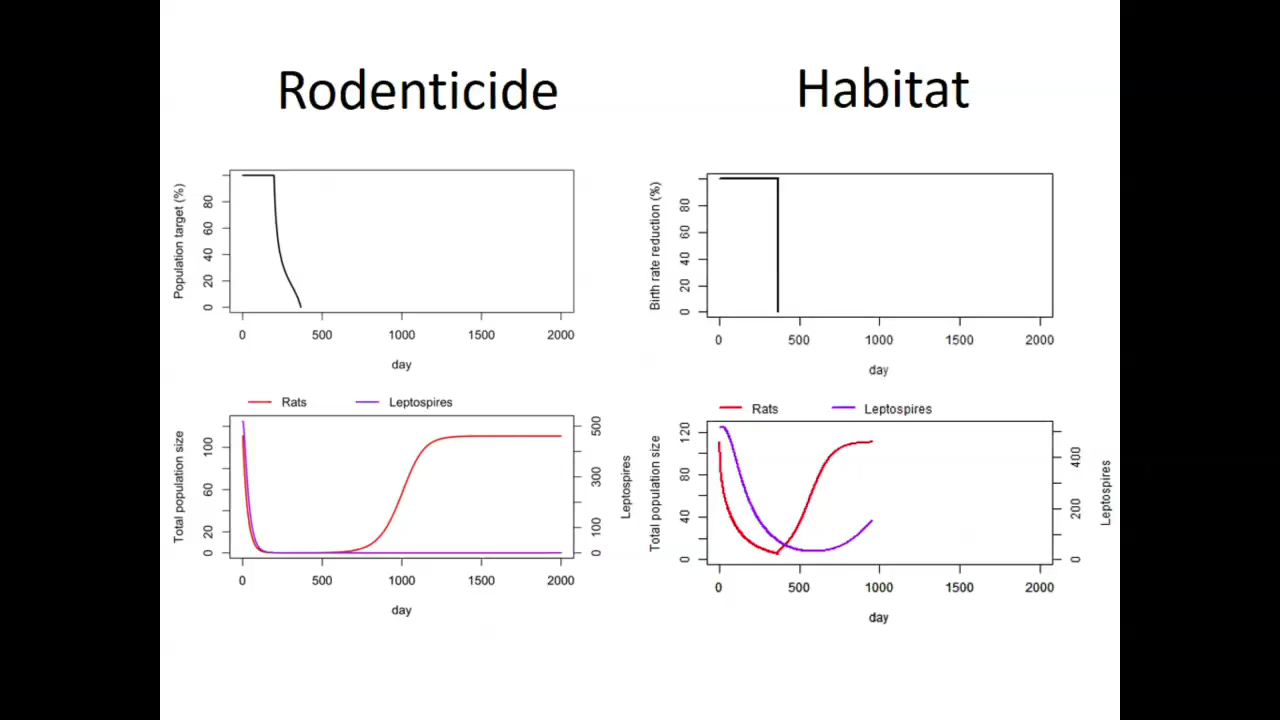 Rodenticide
Habitat
Population target (%)
0 20 40 60 80
0 500 1000 1500 2000
day
Birth rate reduction (%)
0 20 40 60 80
0 500 1000 1500 2000
day
Rats Leptospires
Total population size
0 20 60 100
0 100 300 500
Leptospires
0 500 1000 1500 2000
day
Rats Leptospires
Total population size
0 40 80 120
0 200 400
Leptospires
0 500 1000 1500 2000
day